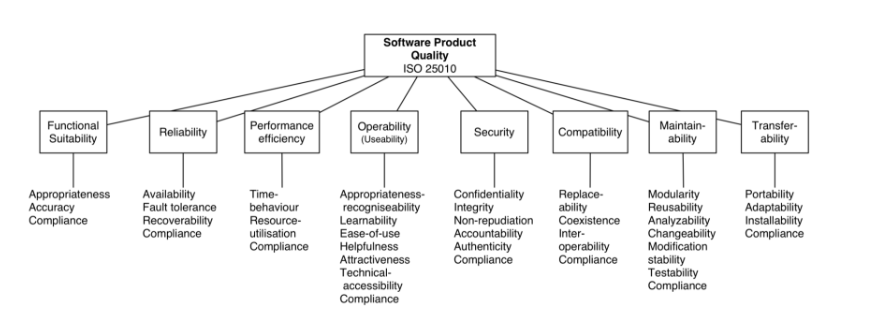 Software Product
Quality
ISO 25010
Functional
Suitability
Reliability
Performance
efficiency
Operability
(Useability)
Security
Compatibility
Maintain-
ability
Transfer-
ability
Appropriateness
Accuracy
Compliance
Availability
Fault tolerance
Recoverability
Compliance
Time-
behaviour
Resource-
utilisation
Compliance
Appropriateness-
recogniseability
Learnability
Ease-of-use
Helpfulness
Attractiveness
Technical-
accessibility
Compliance
Confidentiality
Integrity
Non-repudiation
Accountability
Authenticity
Compliance
Replace-
ability
Coexistence
Inter-
operability
Compliance
Modularity
Reusability
Analyzability
Changeability
Modification
stability
Testability
Compliance
Portability
Adaptability
Installability
Compliance